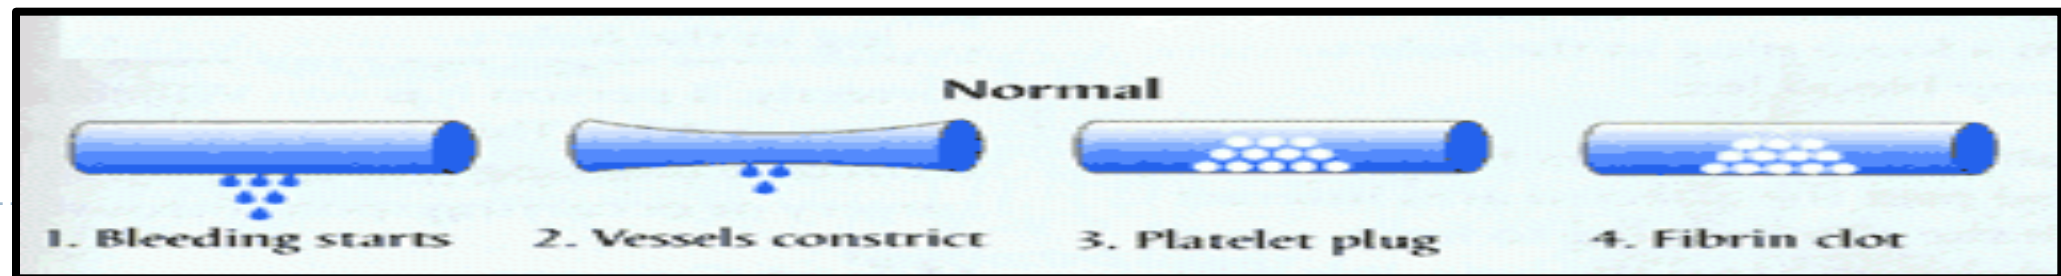 Normal
1. Bleeding starts
2. Vessels constrict
3. Platelet plug
4. Fibrin clot